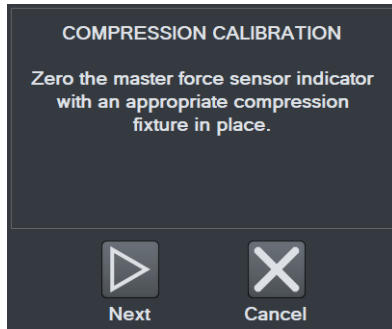 COMPRESSION CALIBRATION
Zero the master force sensor indicator
with an appropriate compression
fixture in place.
Next
Cancel